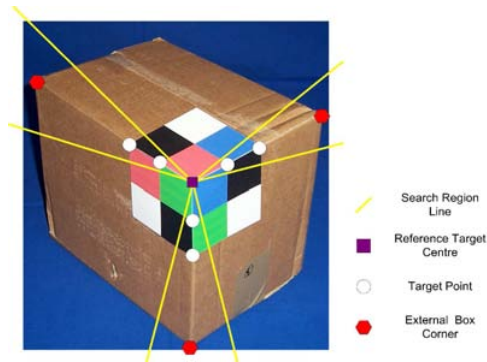 Search Region
Line
Reference Target
Centre
Target Point
External Box
Corner